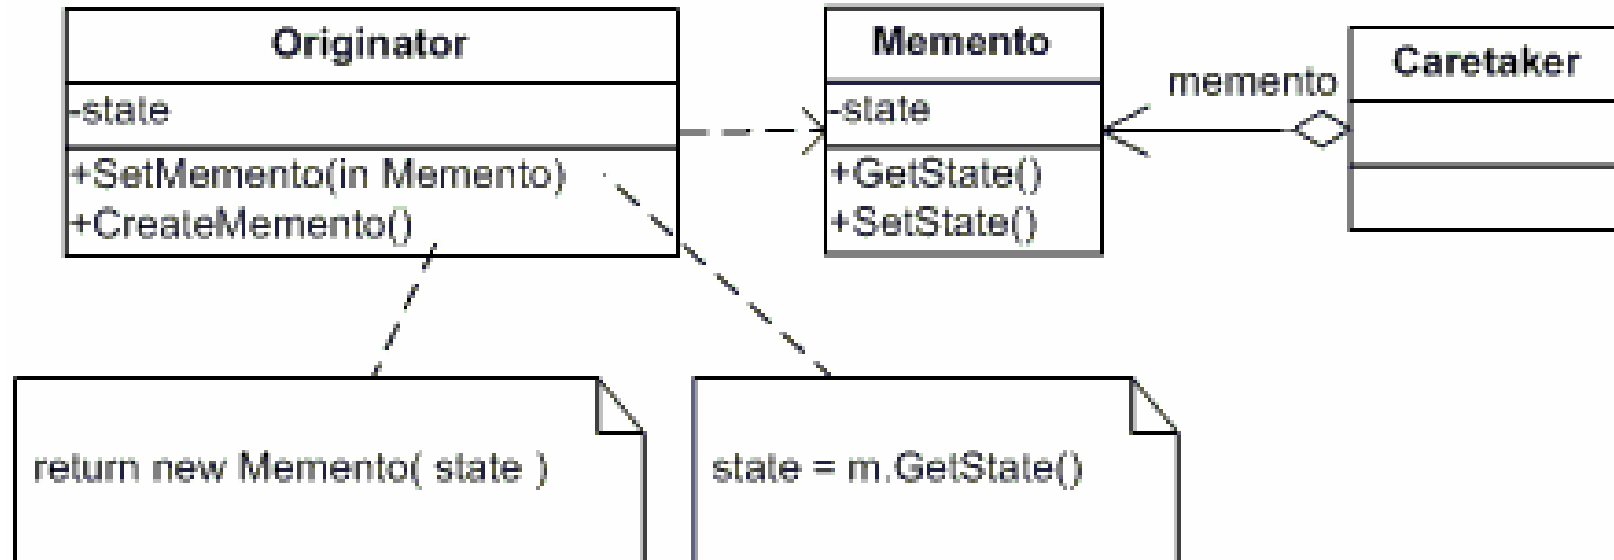 Originator
-state
+SetMemento(in Memento)
+CreateMemento()
Memento
-state
+GetState()
+SetState()
memento
Caretaker
return new Memento( state )
state = m.GetState()